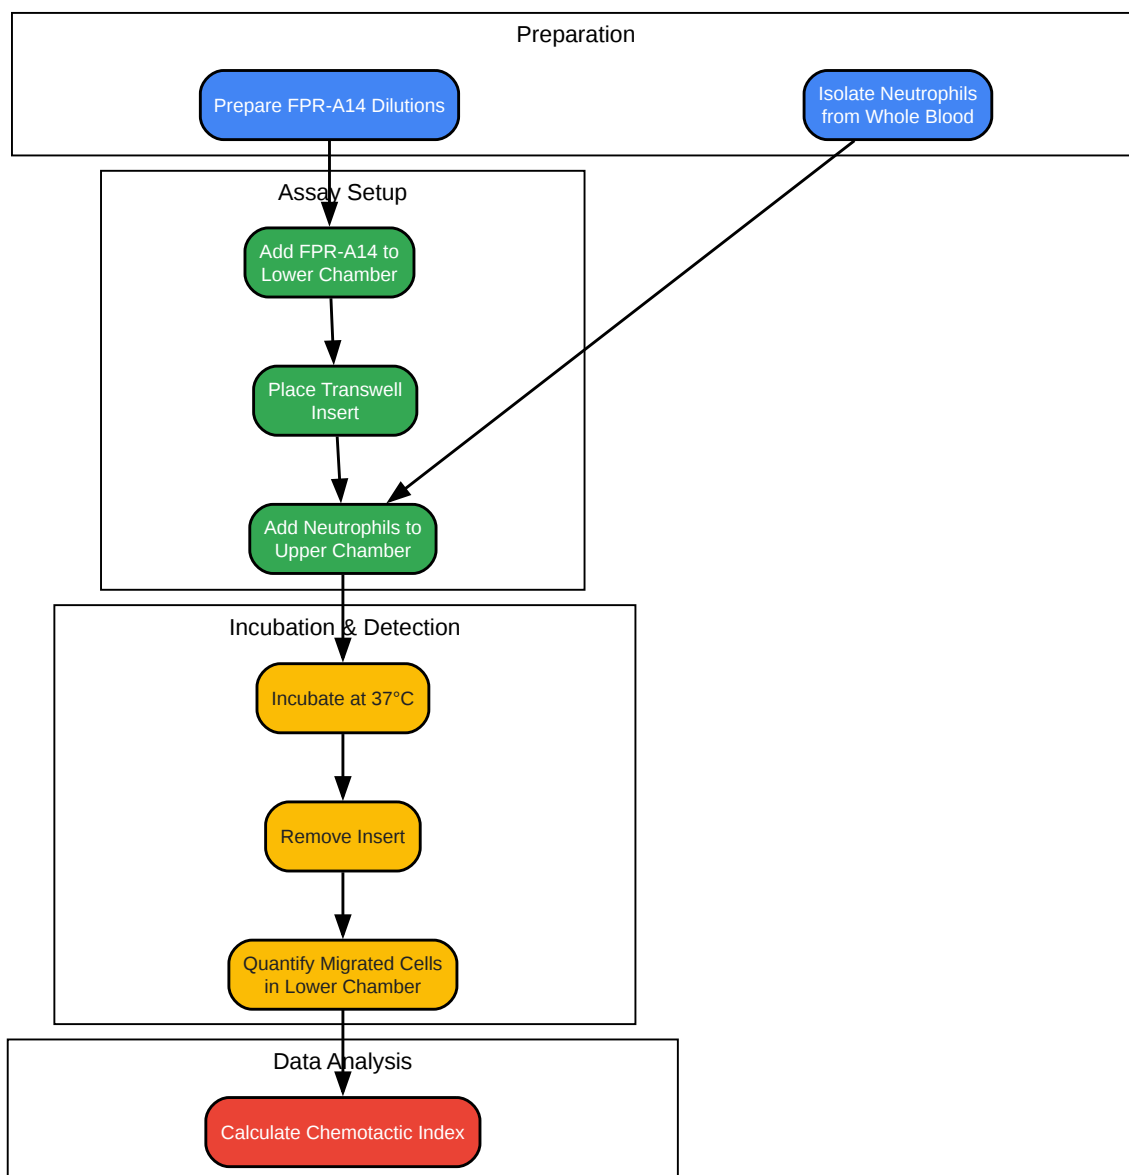 Preparation
Prepare FPR-A14 Dilutions
Isolate Neutrophils
from Whole Blood
Assay Setup
Add FPR-A14 to
Lower Chamber
Place Transwell
Insert
Add Neutrophils to
Upper Chamber
Incubation & Detection
Incubate at 37°C
Remove Insert
Quantify Migrated Cells
in Lower Chamber
Data Analysis
Calculate Chemotactic Index